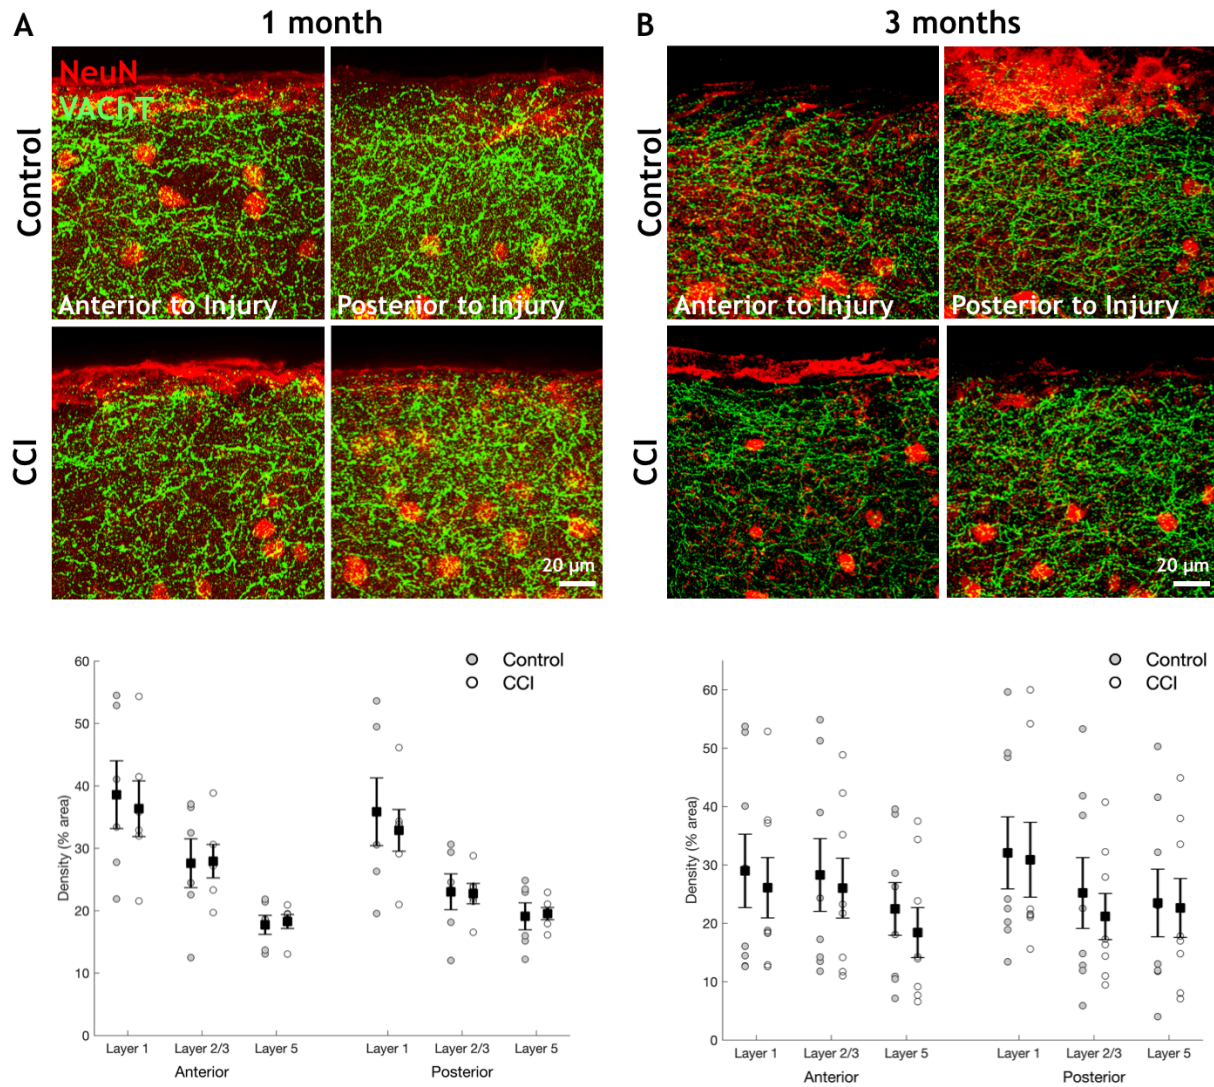 A
1 month
NeuN
VAChT
Control
Anterior to Injury
Posterior to Injury
CCI
20 µm
B
3 months
Control
Anterior to Injury
Posterior to Injury
CCI
20 µm
Control
CCI
Density (% area)
60
50
40
30
20
10
0
Layer 1 Layer 2/3 Layer 5 Layer 1 Layer 2/3 Layer 5
Anterior Posterior
Control
CCI
Density (% area)
60
50
40
30
20
10
0
Layer 1 Layer 2/3 Layer 5 Layer 1 Layer 2/3 Layer 5
Anterior Posterior